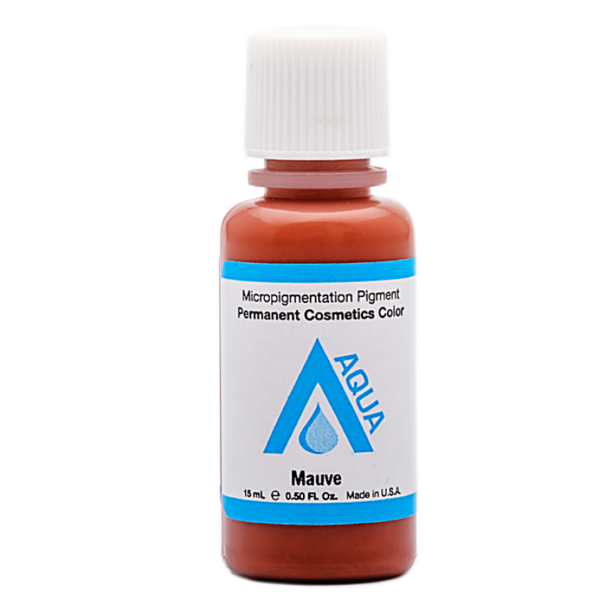 Micropigmentation Pigment
Permanent Cosmetics Color
AQUA
Mauve
15 mL ℮ 0.50 Fl. Oz. Made in U.S.A.